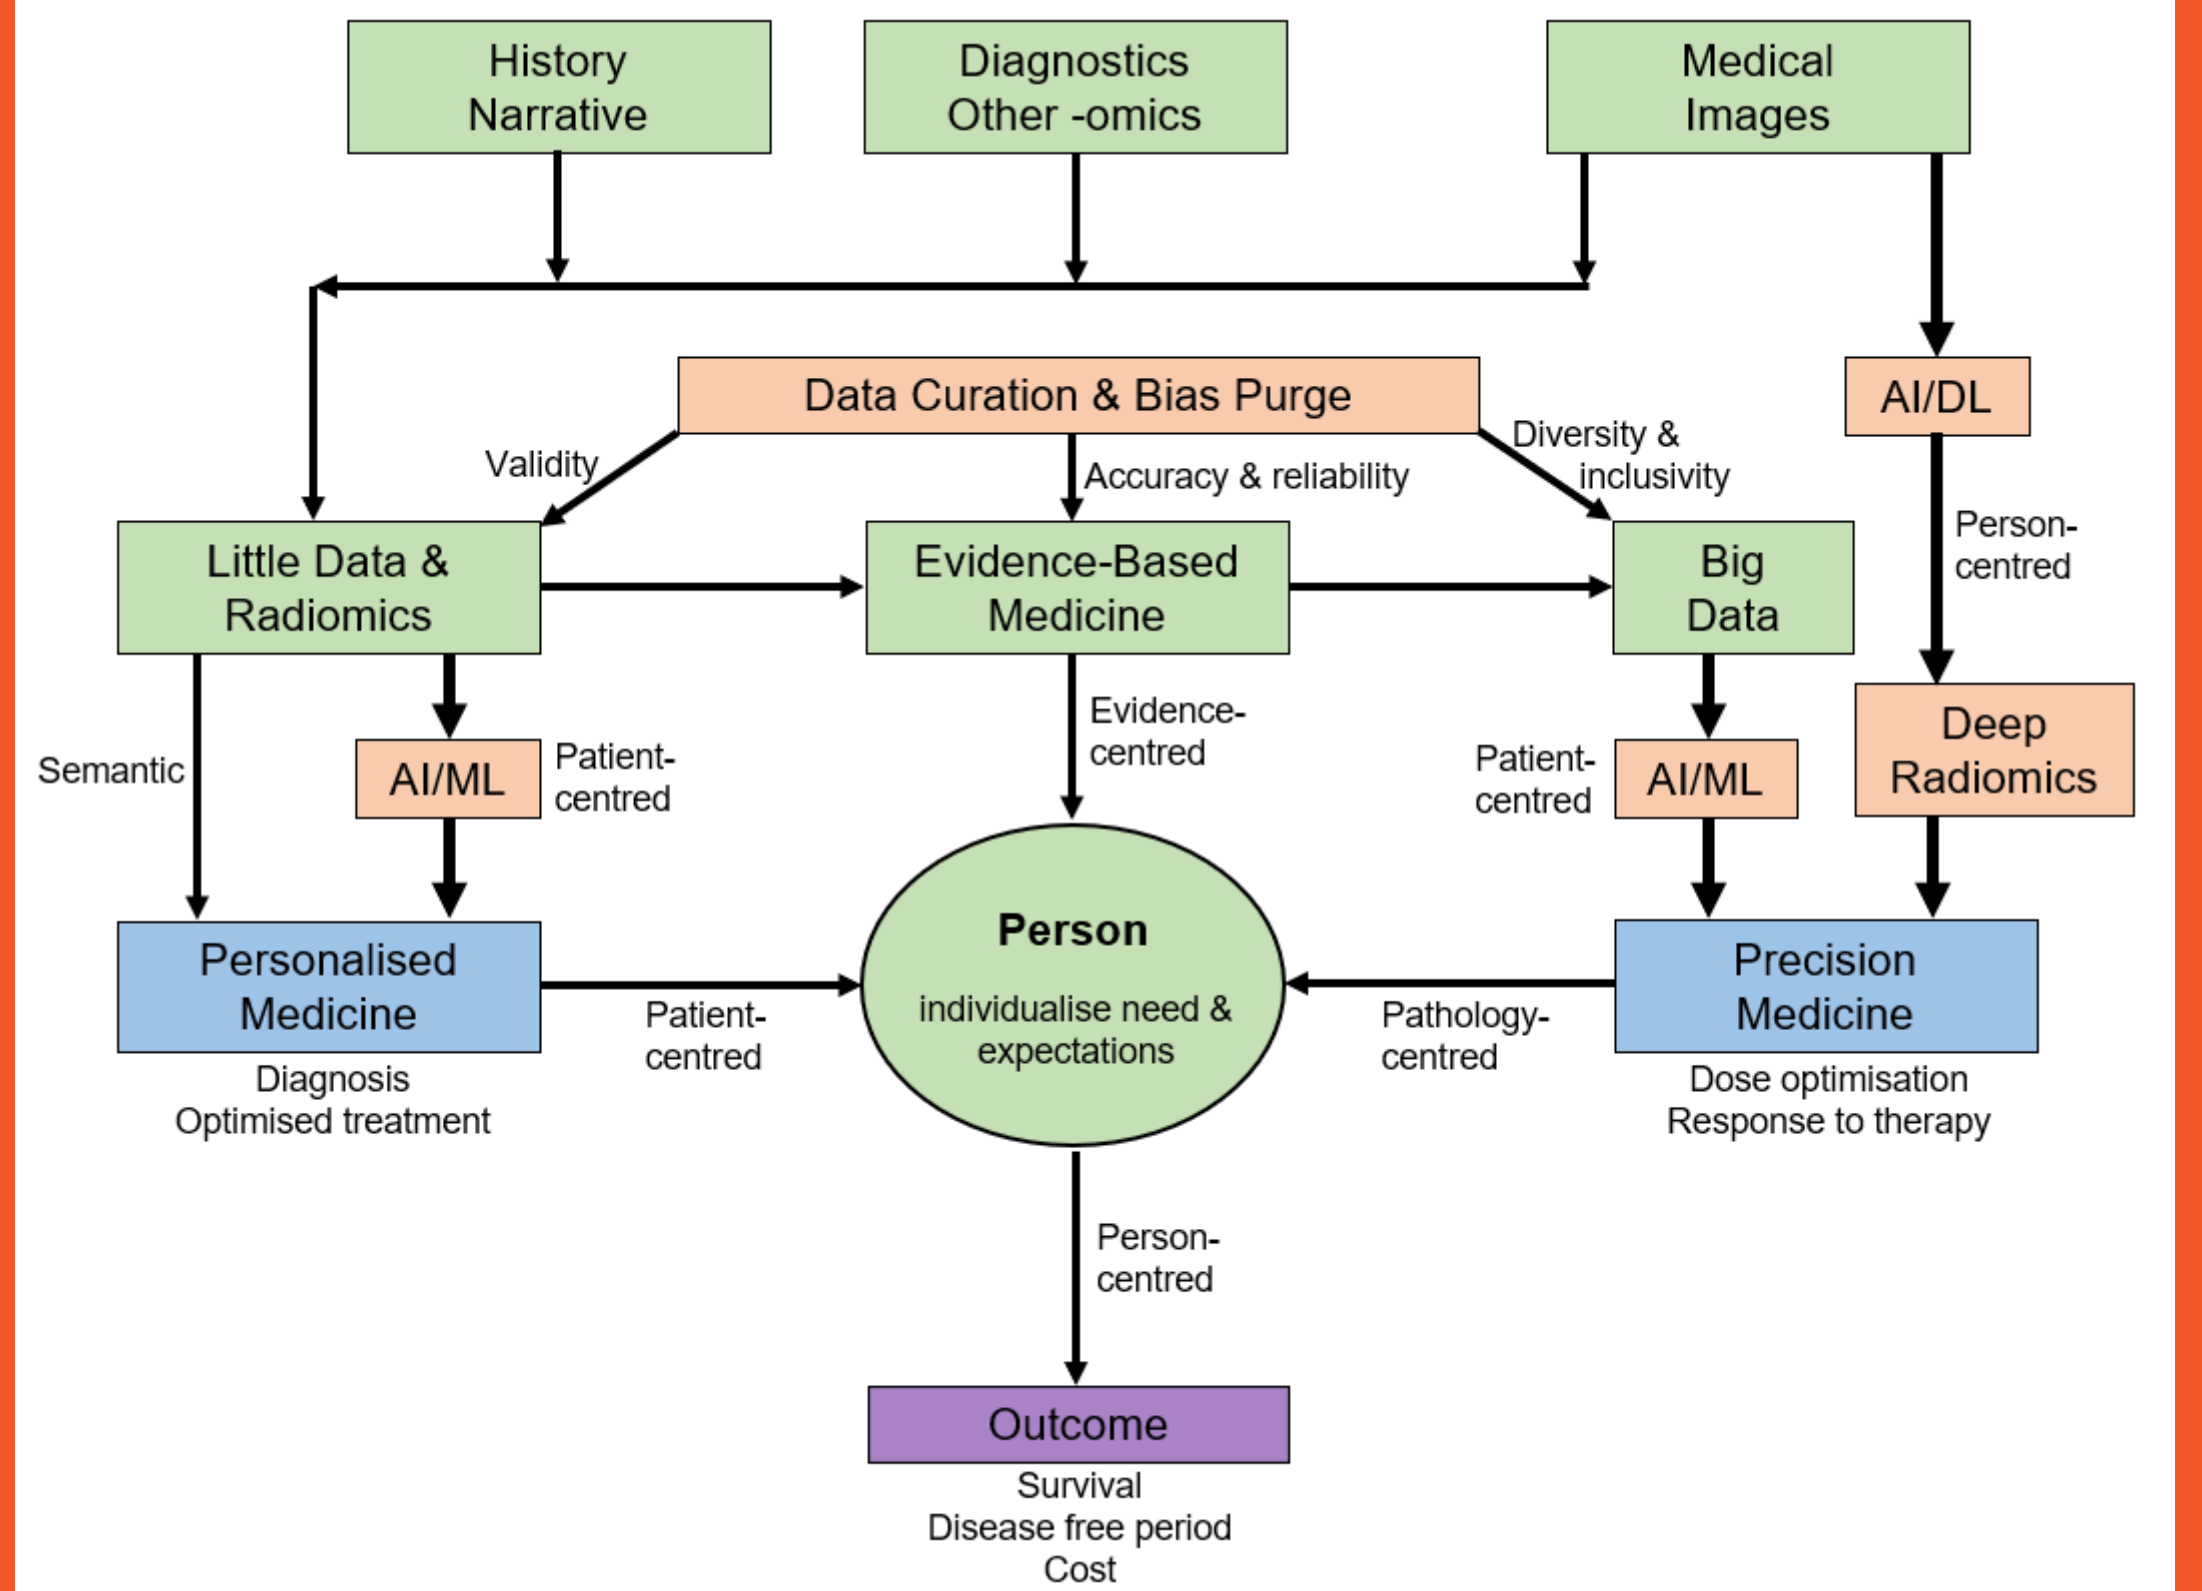 History
Narrative
Diagnostics
Other -omics
Medical
Images
Data Curation & Bias Purge
AI/DL
Validity
Accuracy & reliability
Diversity &
inclusivity
Person-
centred
Little Data &
Radiomics
Evidence-Based
Medicine
Big
Data
Semantic
AI/ML
Patient-
centred
Evidence-
centred
Patient-
centred
AI/ML
Deep
Radiomics
Personalised
Medicine
Diagnosis
Optimised treatment
Patient-
centred
Person
individualise need &
expectations
Pathology-
centred
Precision
Medicine
Dose optimisation
Response to therapy
Person-
centred
Outcome
Survival
Disease free period
Cost